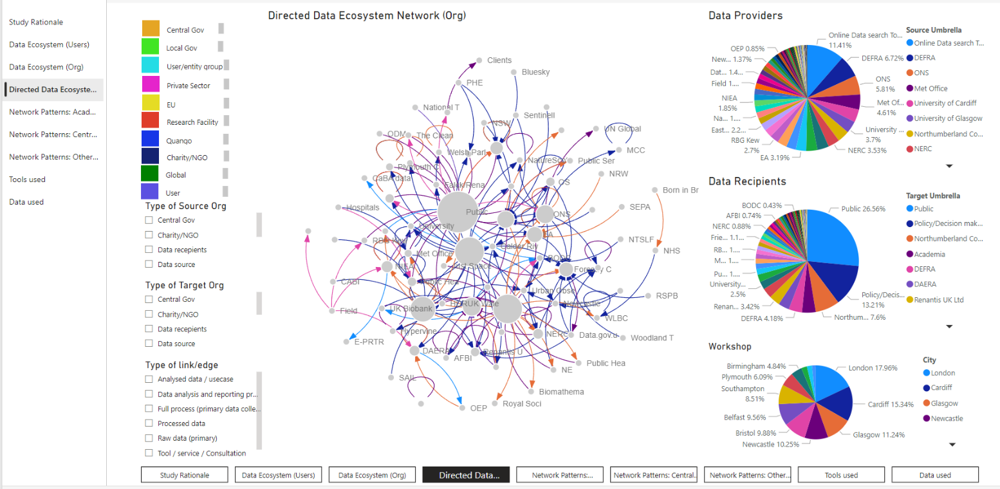 Study Rationale
Data Ecosystem (Users)
Data Ecosystem (Org)
Directed Data Ecosyste...
Network Patterns: Acad...
Network Patterns: Centr...
Network Patterns: Other...
Tools used
Data used
Central Gov
Local Gov
User/entity group
Private Sector
EU
Research Facility
Quango
Charity/NGO
Global
User
Type of Source Org
Central Gov
Charity/NGO
Data recepients
Data source
Type of Target Org
Central Gov
Charity/NGO
Data recepients
Data source
Type of link/edge
Analysed data / usecase
Data analysis and reporting pr...
Full process (primary data colle...
Processed data
Raw data (primary)
Tool / service / Consultation
Directed Data Ecosystem Network (Org)
Clients
Bluesky
PHE
National T
Sentinell
NSW
UN Global
ODM
The Clean
MCC
Welsh Parl
NatureSco
Public Ser
Plymouth C
NRW
CaBA data
OS
Falck Rena
Born in Br
Hospitals
Public
SEPA
ONS
University
EA
RBG Kew
Calder Riv
NTSLF
NHS
Met Office
BODC
Just Space
NIEA
Forestry C
CABI
Public Hea
Urban Obse
RSPB
UK Biobank
HDRUK
Newcastle
Field
WLBC
Hypervine
NERC
Data.gov.u
Woodland T
E-PRTR
DAERA
AFBI
Renantis U
Public Hea
NE
SAIL
Biomathema
Royal Soci
OEP
Data Providers
Online Data search To...
11.41%
DEFRA 6.72%
ONS
5.81%
Met Of...
4.61%
University ...
3.7%
NERC 3.53%
EA 3.19%
RBG Kew
2.7%
East... 2.2...
Na... 1....
NIEA
1.85%
Field 1....
Dat... 1.4...
New... 1.37%
OEP 0.85%
Source Umbrella
Online Data search T...
DEFRA
ONS
Met Office
University of Cardiff
University of Glasgow
Northumberland Co...
NERC
Data Recipients
Public 26.56%
Policy/Decis...
13.21%
Northum... 7.6%
DEFRA 4.18%
Renan... 3.42%
University...
2.5%
Pu... 1....
M... 1....
RB... 1....
Frie... 1.1...
NERC 0.88%
AFBI 0.74%
BODC 0.43%
Target Umbrella
Public
Policy/Decision mak...
Northumberland Co...
Academia
DEFRA
DAERA
Renantis UK Ltd
Workshop
London 17.96%
Cardiff 15.34%
Glasgow 11.24%
Newcastle 10.25%
Bristol 9.88%
Belfast 9.56%
Southampton
8.51%
Plymouth 6.09%
Birmingham 4.84%
City
London
Cardiff
Glasgow
Newcastle
Study Rationale
Data Ecosystem (Users)
Data Ecosystem (Org)
Directed Data...
Network Patterns:...
Network Patterns: Central...
Network Patterns: Other...
Tools used
Data used